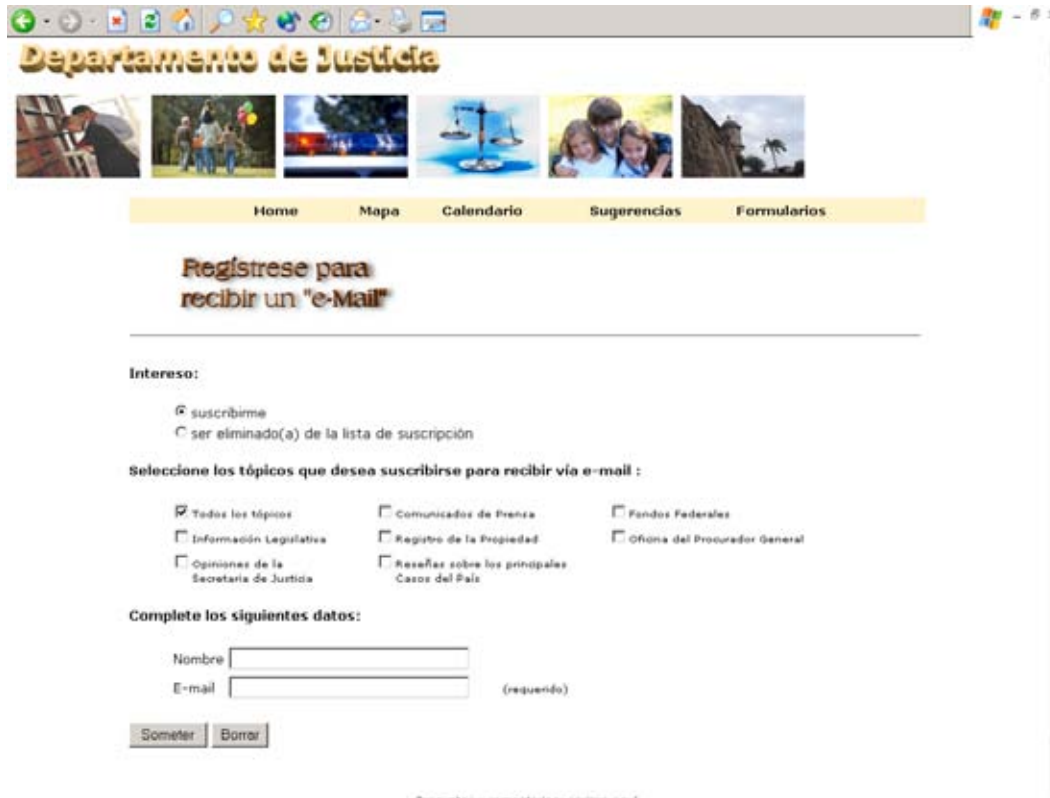 Departamento de Justicia
Home Mapa Calendario Sugerencias Formularios
Regístrese para
recibir un "e-Mail"
Intereso:
suscribirme
ser eliminado(a) de la lista de suscripción
Seleccione los tópicos que desea suscribirse para recibir vía e-mail :
Todos los tópicos Comunicados de Prensa Fondos Federales
Información Legislativa Registro de la Propiedad Oficina del Procurador General
Opiniones de la Reseñas sobre los principales
Secretaria de Justicia Casos del País
Complete los siguientes datos:
Nombre
E-mail (requerido)
Someter Borrar